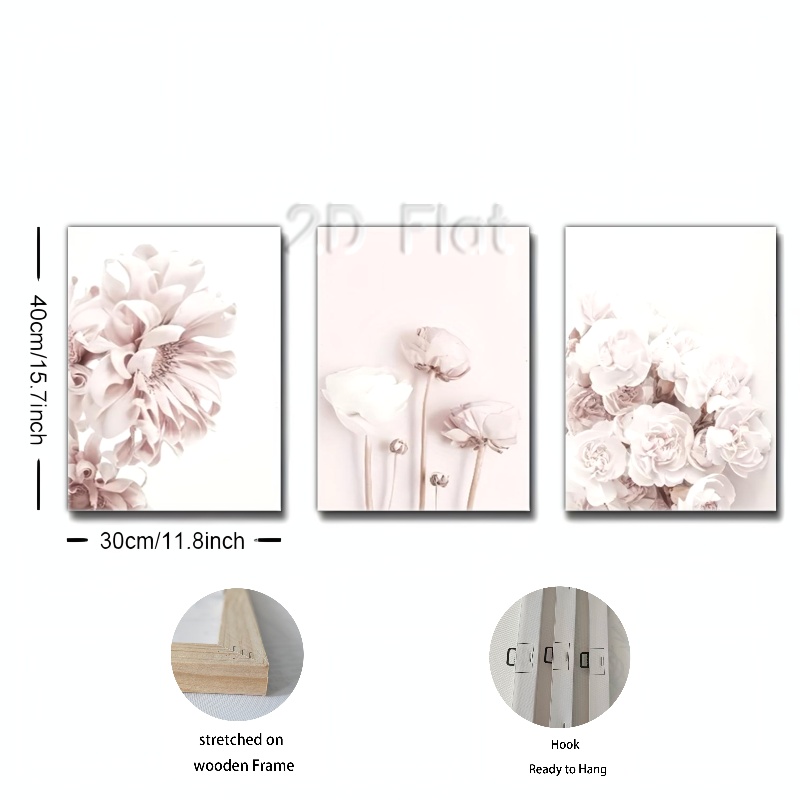 2D Flat
40cm/15.7inch
30cm/11.8inch
stretched on
wooden Frame
Hook
Ready to Hang